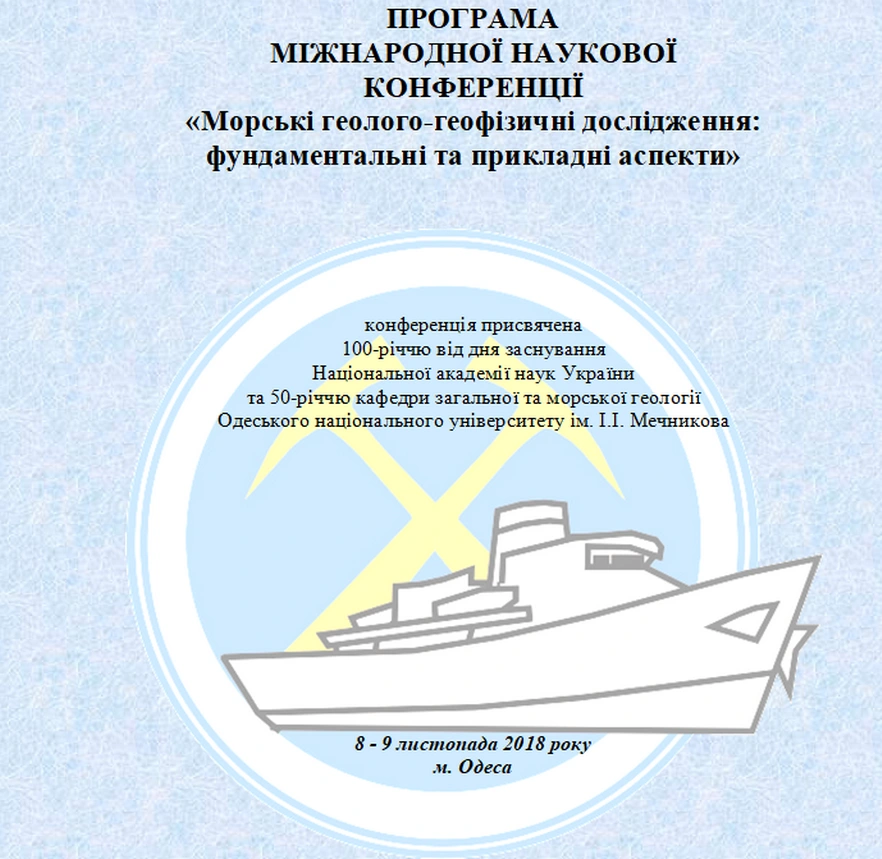 ПРОГРАМА
МІЖНАРОДНОЇ НАУКОВОЇ
КОНФЕРЕНЦІЇ
«Морські геолого-геофізичні дослідження:
фундаментальні та прикладні аспекти»
конференція присвячена
100-річчю від дня заснування
Національної академії наук України
та 50-річчю кафедри загальної та морської геології
Одеського національного університету ім. І.І. Мечникова
8 - 9 листопада 2018 року
м. Одеса